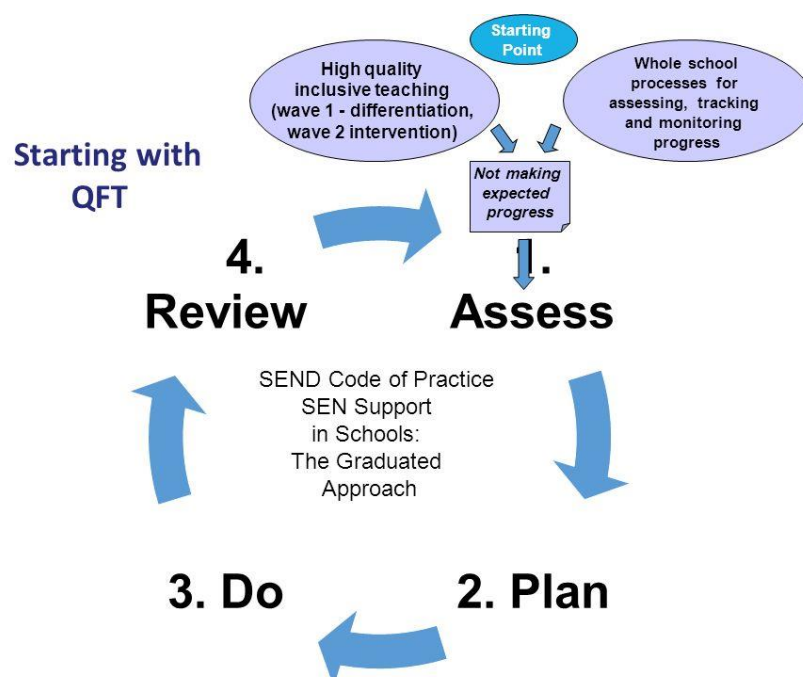 Starting
Point
High quality
inclusive teaching
(wave 1 - differentiation,
wave 2 intervention)
Whole school
processes for
assessing, tracking
and monitoring
progress
Starting with
QFT
Not making
expected
progress
4.
Review
1.
Assess
SEND Code of Practice
SEN Support
in Schools:
The Graduated
Approach
3. Do
2. Plan